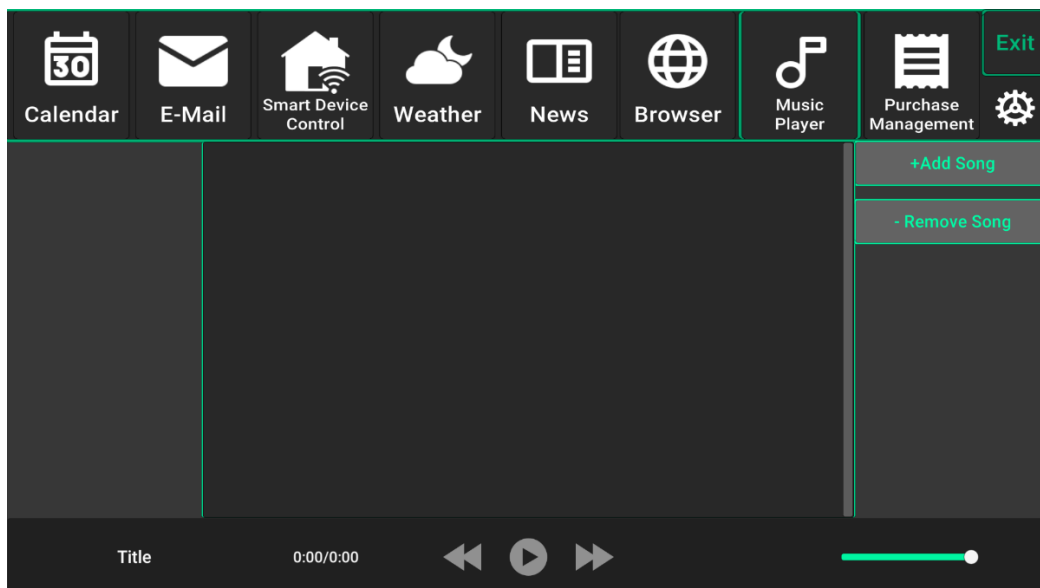 30
Calendar
E-Mail
Smart Device
Control
Weather
News
Browser
Music
Player
Purchase
Management
Exit
+Add Song
- Remove Song
Title
0:00/0:00